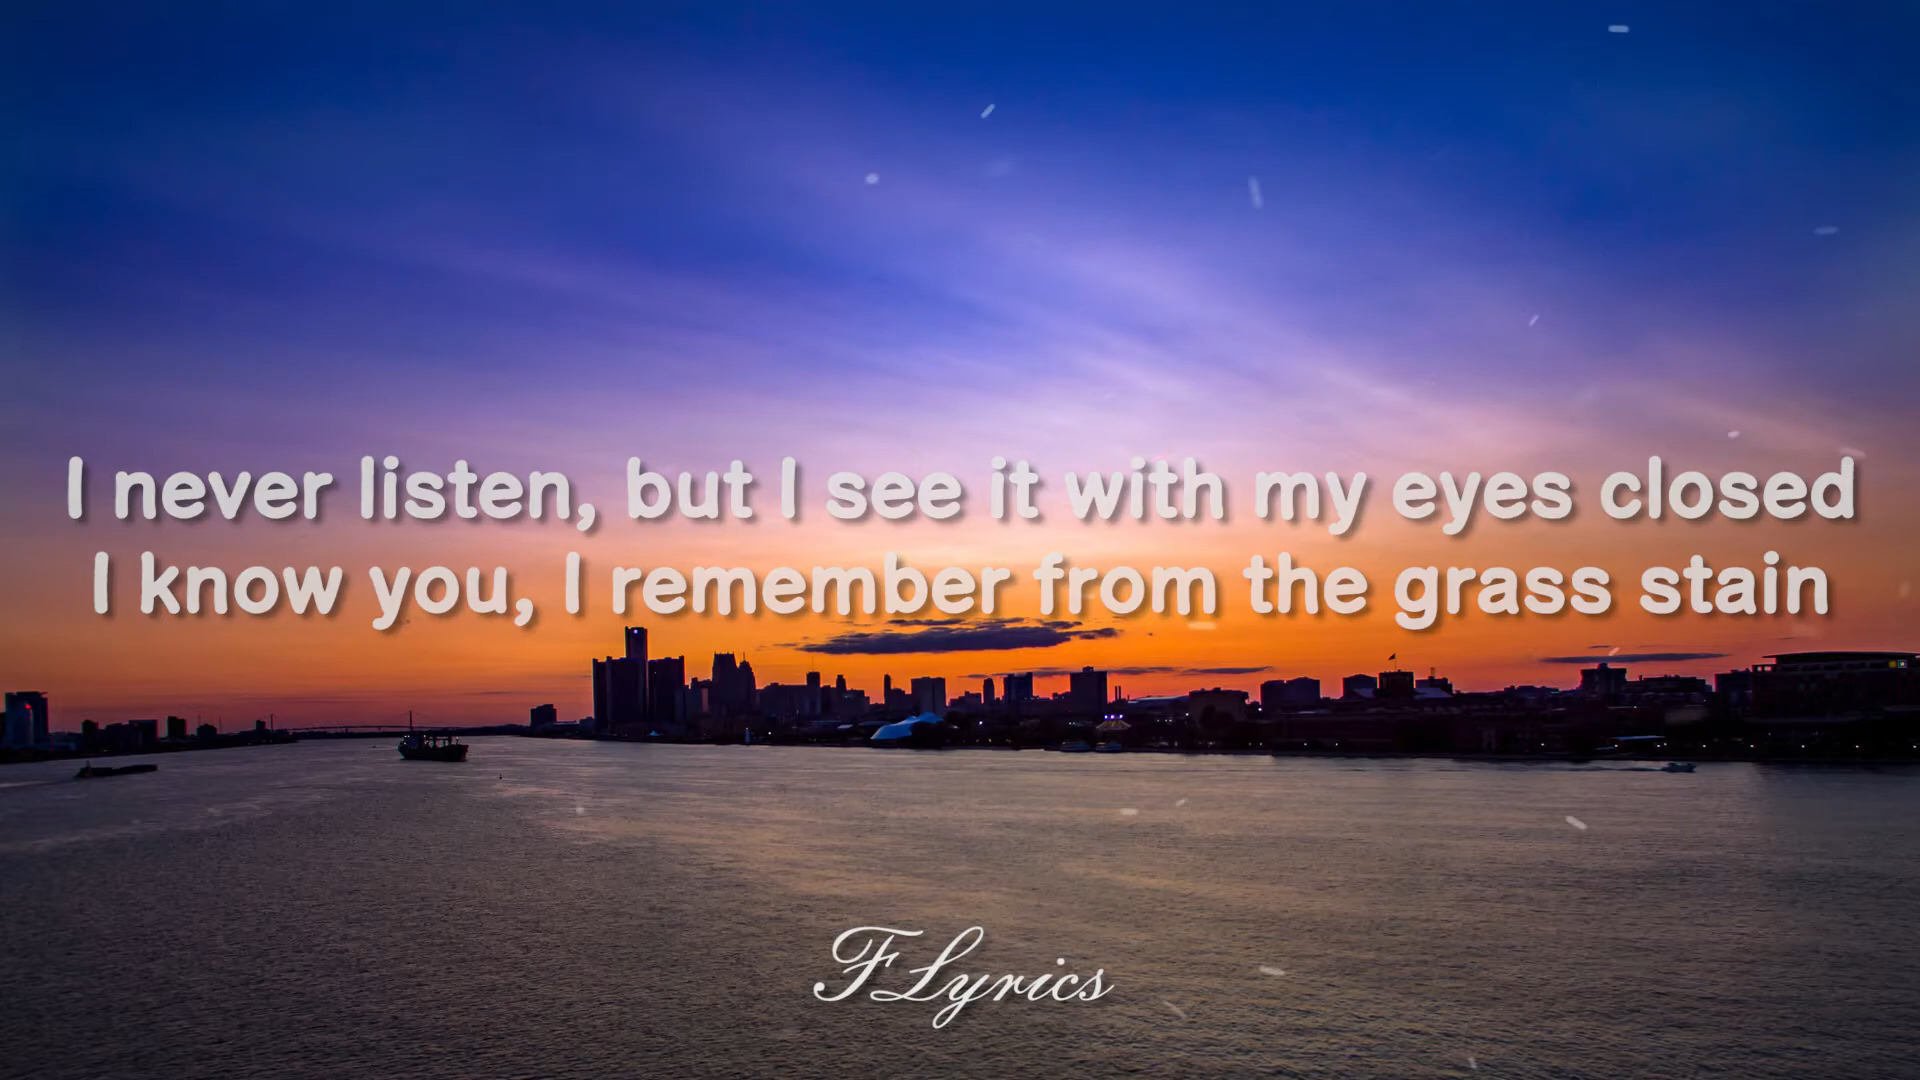 I never listen, but I see it with my eyes closed
I know you, I remember from the grass stain
FLyrics